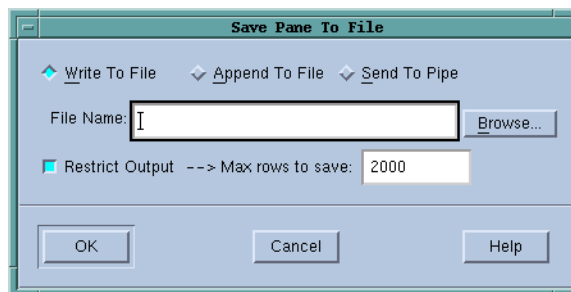 Save Pane To File
Write To File Append To File Send To Pipe
File Name: Browse...
Restrict Output --> Max rows to save: 2000
OK Cancel Help